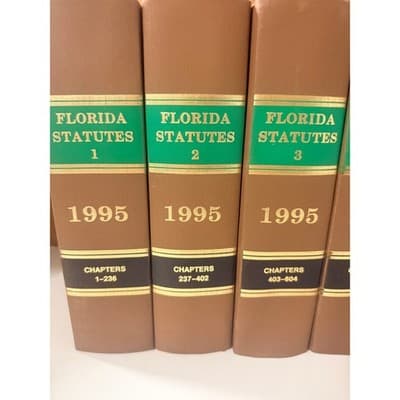 FLORIDA
STATUTES
1
1995
CHAPTERS
1-236
FLORIDA
STATUTES
2
1995
CHAPTERS
237-402
FLORIDA
STATUTES
3
1995
CHAPTERS
403-604